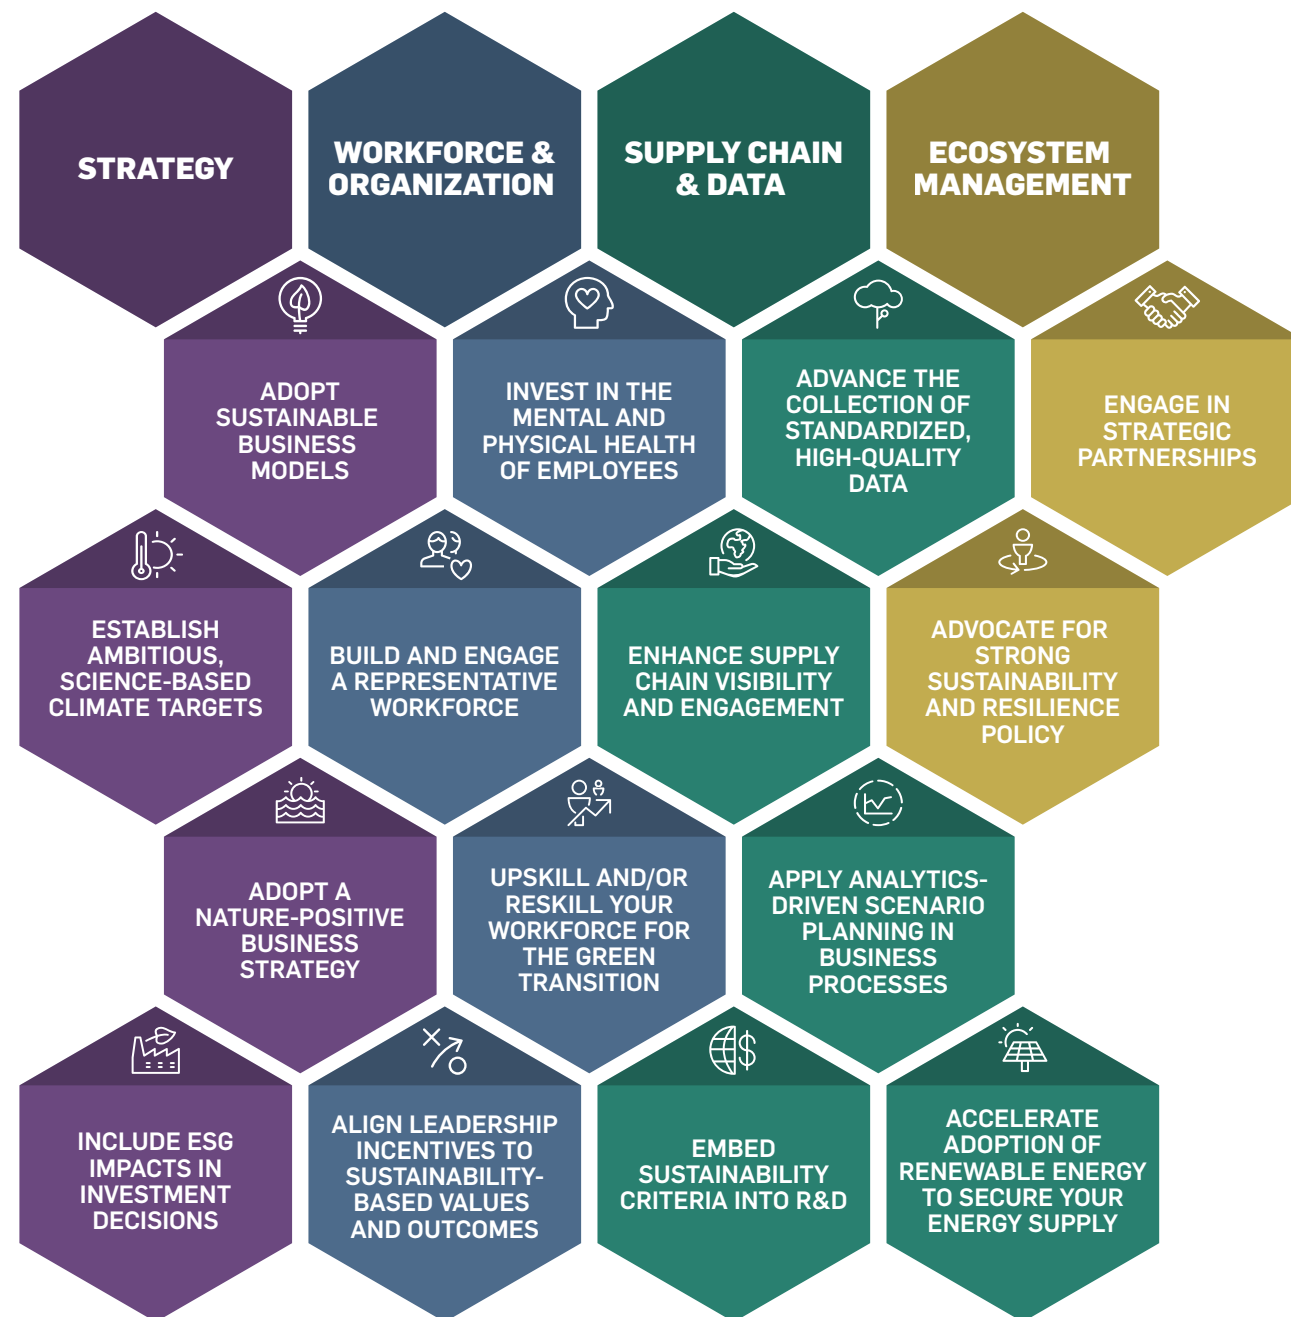 STRATEGY
WORKFORCE &
ORGANIZATION
SUPPLY CHAIN
& DATA
ECOSYSTEM
MANAGEMENT
ADOPT
SUSTAINABLE
BUSINESS
MODELS
INVEST IN THE
MENTAL AND
PHYSICAL HEALTH
OF EMPLOYEES
ADVANCE THE
COLLECTION OF
STANDARDIZED,
HIGH-QUALITY
DATA
ENGAGE IN
STRATEGIC
PARTNERSHIPS
ESTABLISH
AMBITIOUS,
SCIENCE-BASED
CLIMATE TARGETS
BUILD AND ENGAGE
A REPRESENTATIVE
WORKFORCE
ENHANCE SUPPLY
CHAIN VISIBILITY
AND ENGAGEMENT
ADVOCATE FOR
STRONG
SUSTAINABILITY
AND RESILIENCE
POLICY
ADOPT A
NATURE-POSITIVE
BUSINESS
STRATEGY
UPSKILL AND/OR
RESKILL YOUR
WORKFORCE FOR
THE GREEN
TRANSITION
APPLY ANALYTICS-
DRIVEN SCENARIO
PLANNING IN
BUSINESS
PROCESSES
INCLUDE ESG
IMPACTS IN
INVESTMENT
DECISIONS
ALIGN LEADERSHIP
INCENTIVES TO
SUSTAINABILITY-
BASED VALUES
AND OUTCOMES
$
EMBED
SUSTAINABILITY
CRITERIA INTO R&D
ACCELERATE
ADOPTION OF
RENEWABLE ENERGY
TO SECURE YOUR
ENERGY SUPPLY